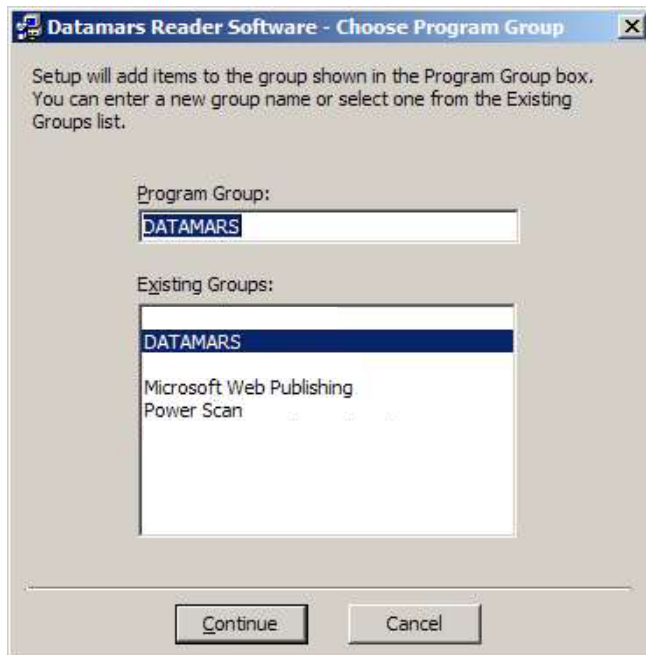 Datamars Reader Software - Choose Program Group
Setup will add items to the group shown in the Program Group box.
You can enter a new group name or select one from the Existing
Groups list.
Program Group:
DATAMARS
Existing Groups:
DATAMARS
Microsoft Web Publishing
Power Scan
Continue
Cancel